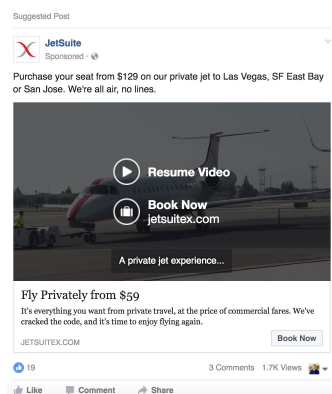 Suggested Post
JetSuite
Sponsored ·
Purchase your seat from $129 on our private jet to Las Vegas, SF East Bay
or San Jose. We're all air, no lines.
Resume Video
Book Now
jetsuitex.com
A private jet experience...
Fly Privately from $59
It's everything you want from private travel, at the price of commercial fares. We've
cracked the code, and it's time to enjoy flying again.
JETSUITEX.COM
Book Now
19
3 Comments 1.7K Views
Like Comment Share